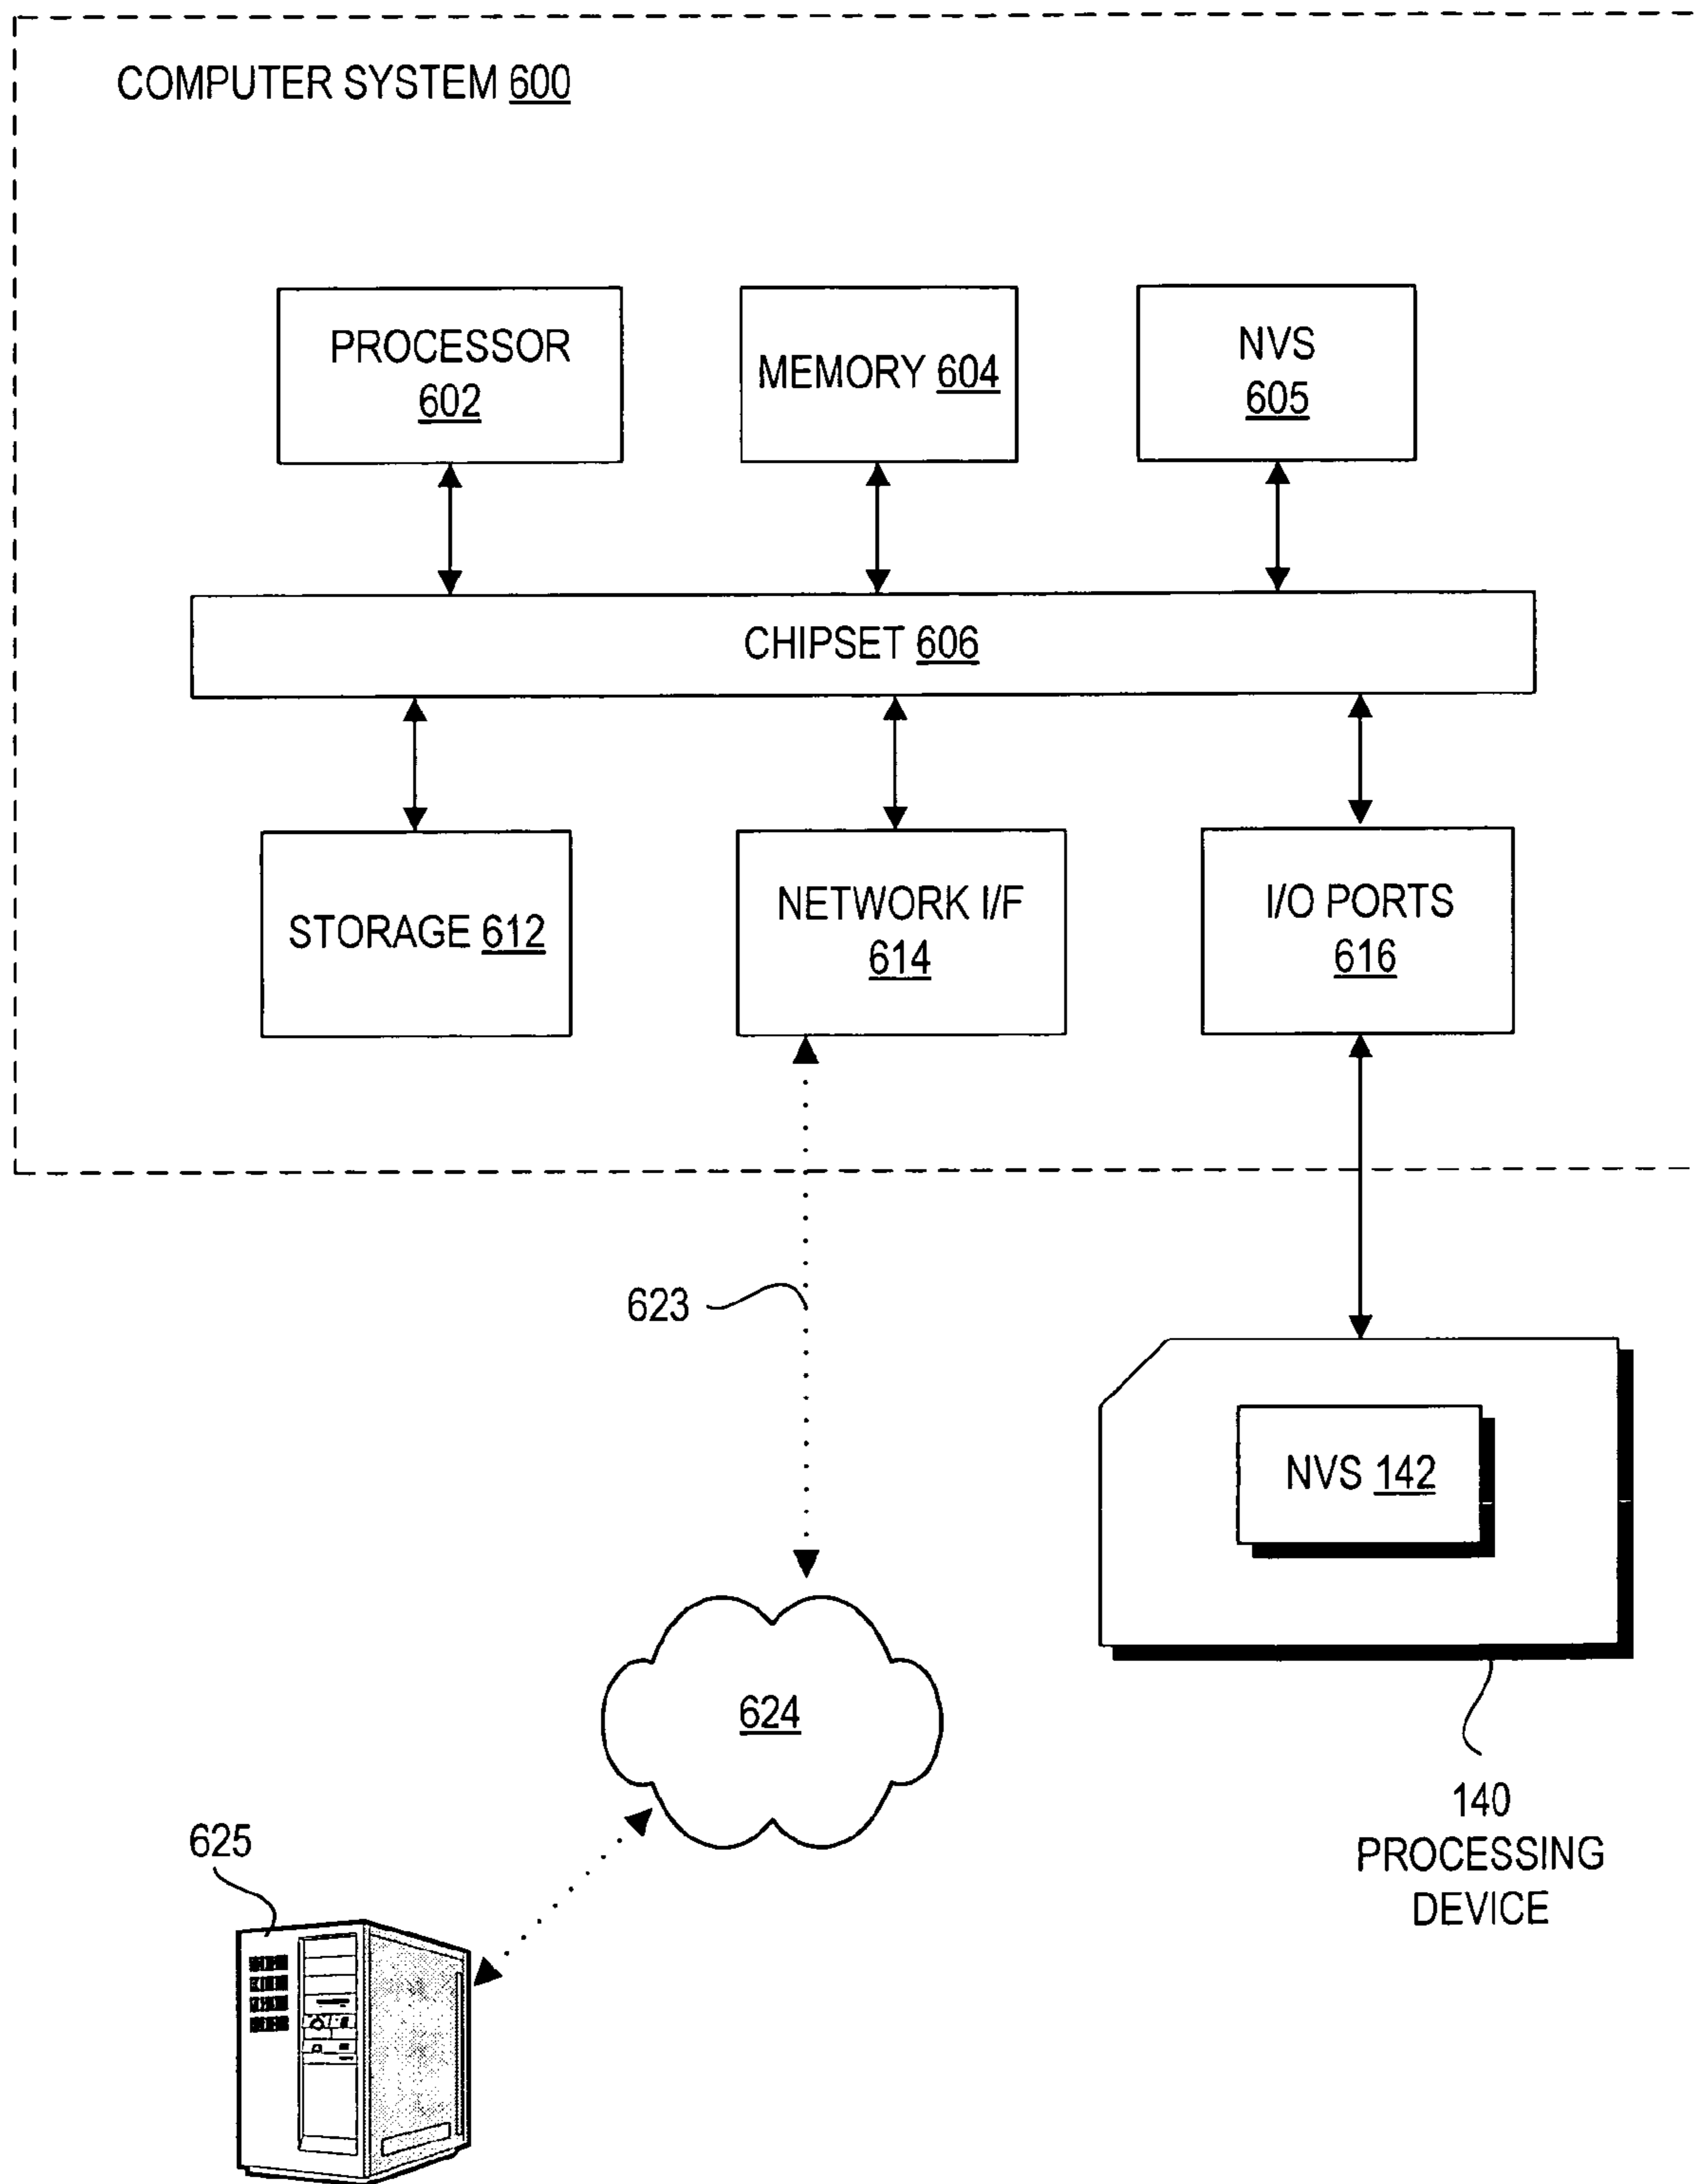 COMPUTER SYSTEM 600
PROCESSOR
602
MEMORY 604
NVS
605
CHIPSET 606
STORAGE 612
NETWORK I/F
614
I/O PORTS
616
623
NVS 142
624
140
PROCESSING
DEVICE
625